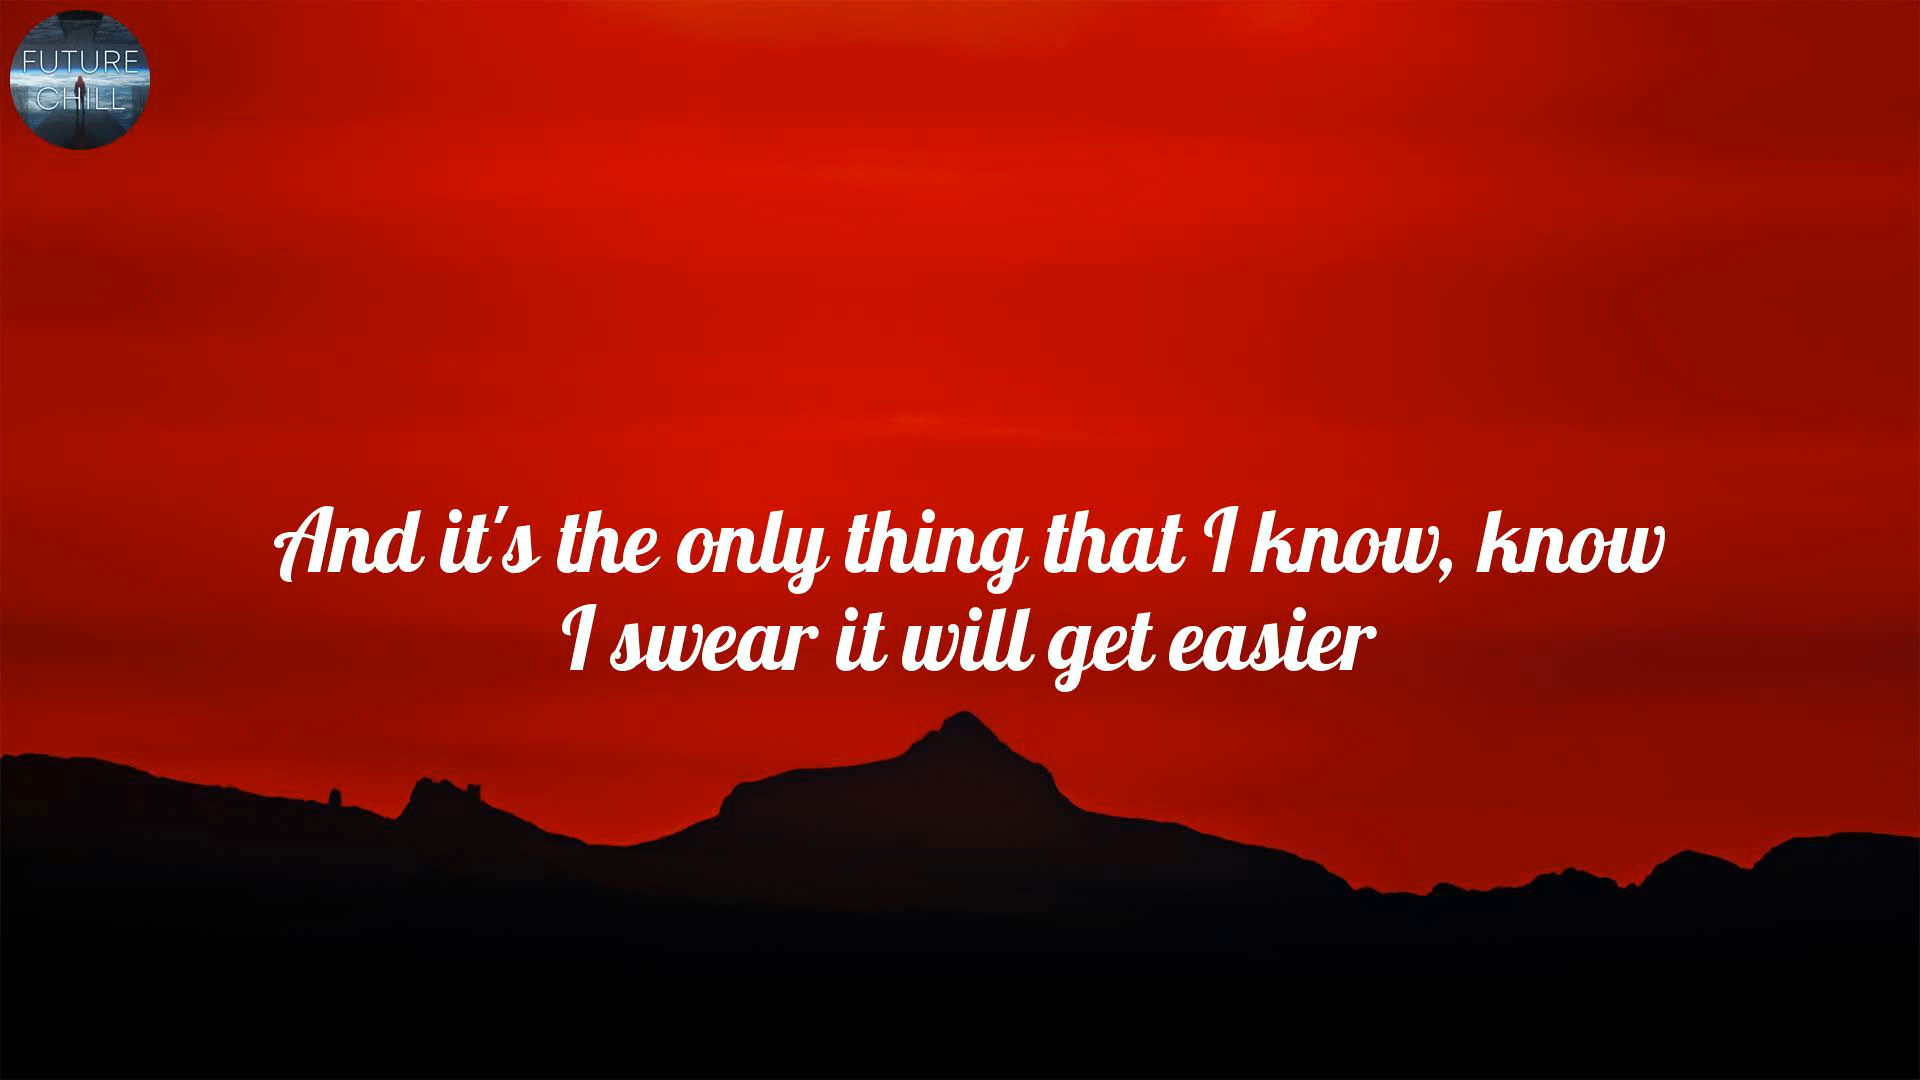 FUTURE
CHILL
And it's the only thing that I know, know
I swear it will get easier